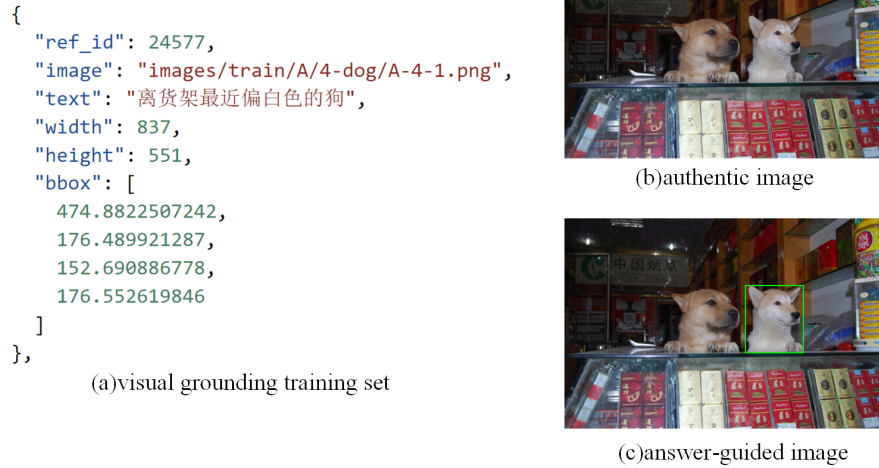 {
"ref_id": 24577,
"image": "images/train/A/4-dog/A-4-1.png",
"text": "离货架最近偏白色的狗",
"width": 837,
"height": 551,
"bbox": [
474.8822507242,
176.489921287,
152.690886778,
176.552619846
]
},
(a)visual grounding training set
(b)authentic image
中国烟草
(c)answer-guided image